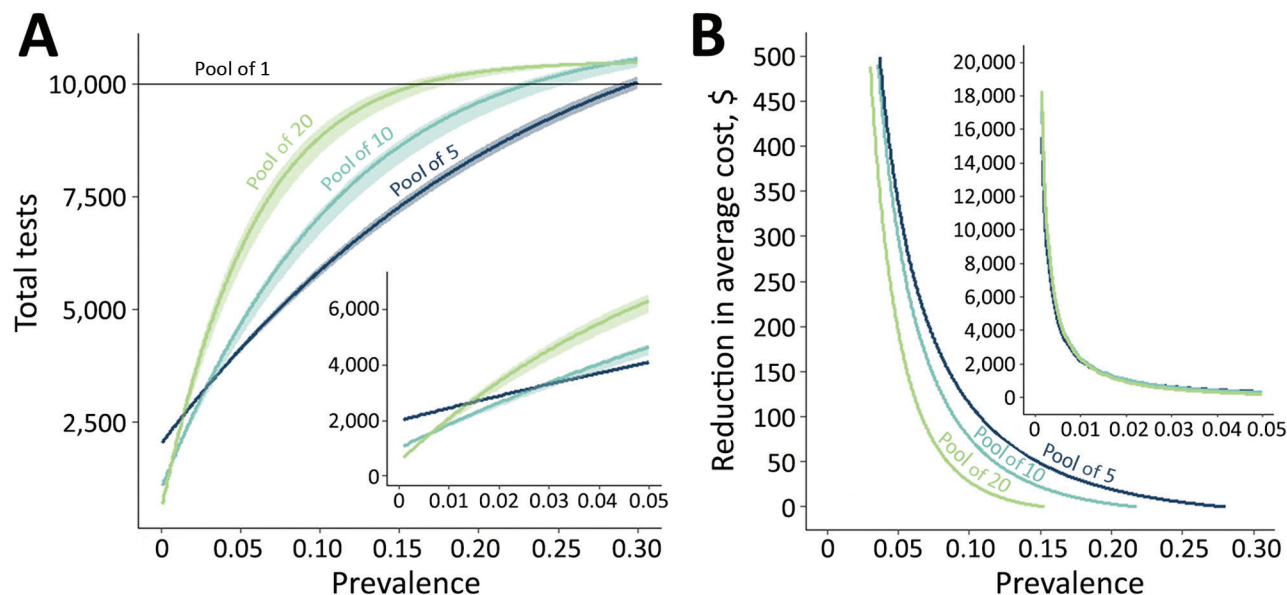 A
Total tests
10,000
7,500
5,000
2,500
Pool of 1
Pool of 20
Pool of 10
Pool of 5
6,000
4,000
2,000
0
0 0.01 0.02 0.03 0.04 0.05
0 0.05 0.10 0.15 0.20 0.25 0.30
Prevalence
B
Reduction in average cost, $
500
450
400
350
300
250
200
150
100
50
0
20,000
18,000
16,000
14,000
12,000
10,000
8,000
6,000
4,000
2,000
0
0 0.01 0.02 0.03 0.04 0.05
Pool of 20
Pool of 10
Pool of 5
0 0.05 0.10 0.15 0.20 0.25 0.30
Prevalence